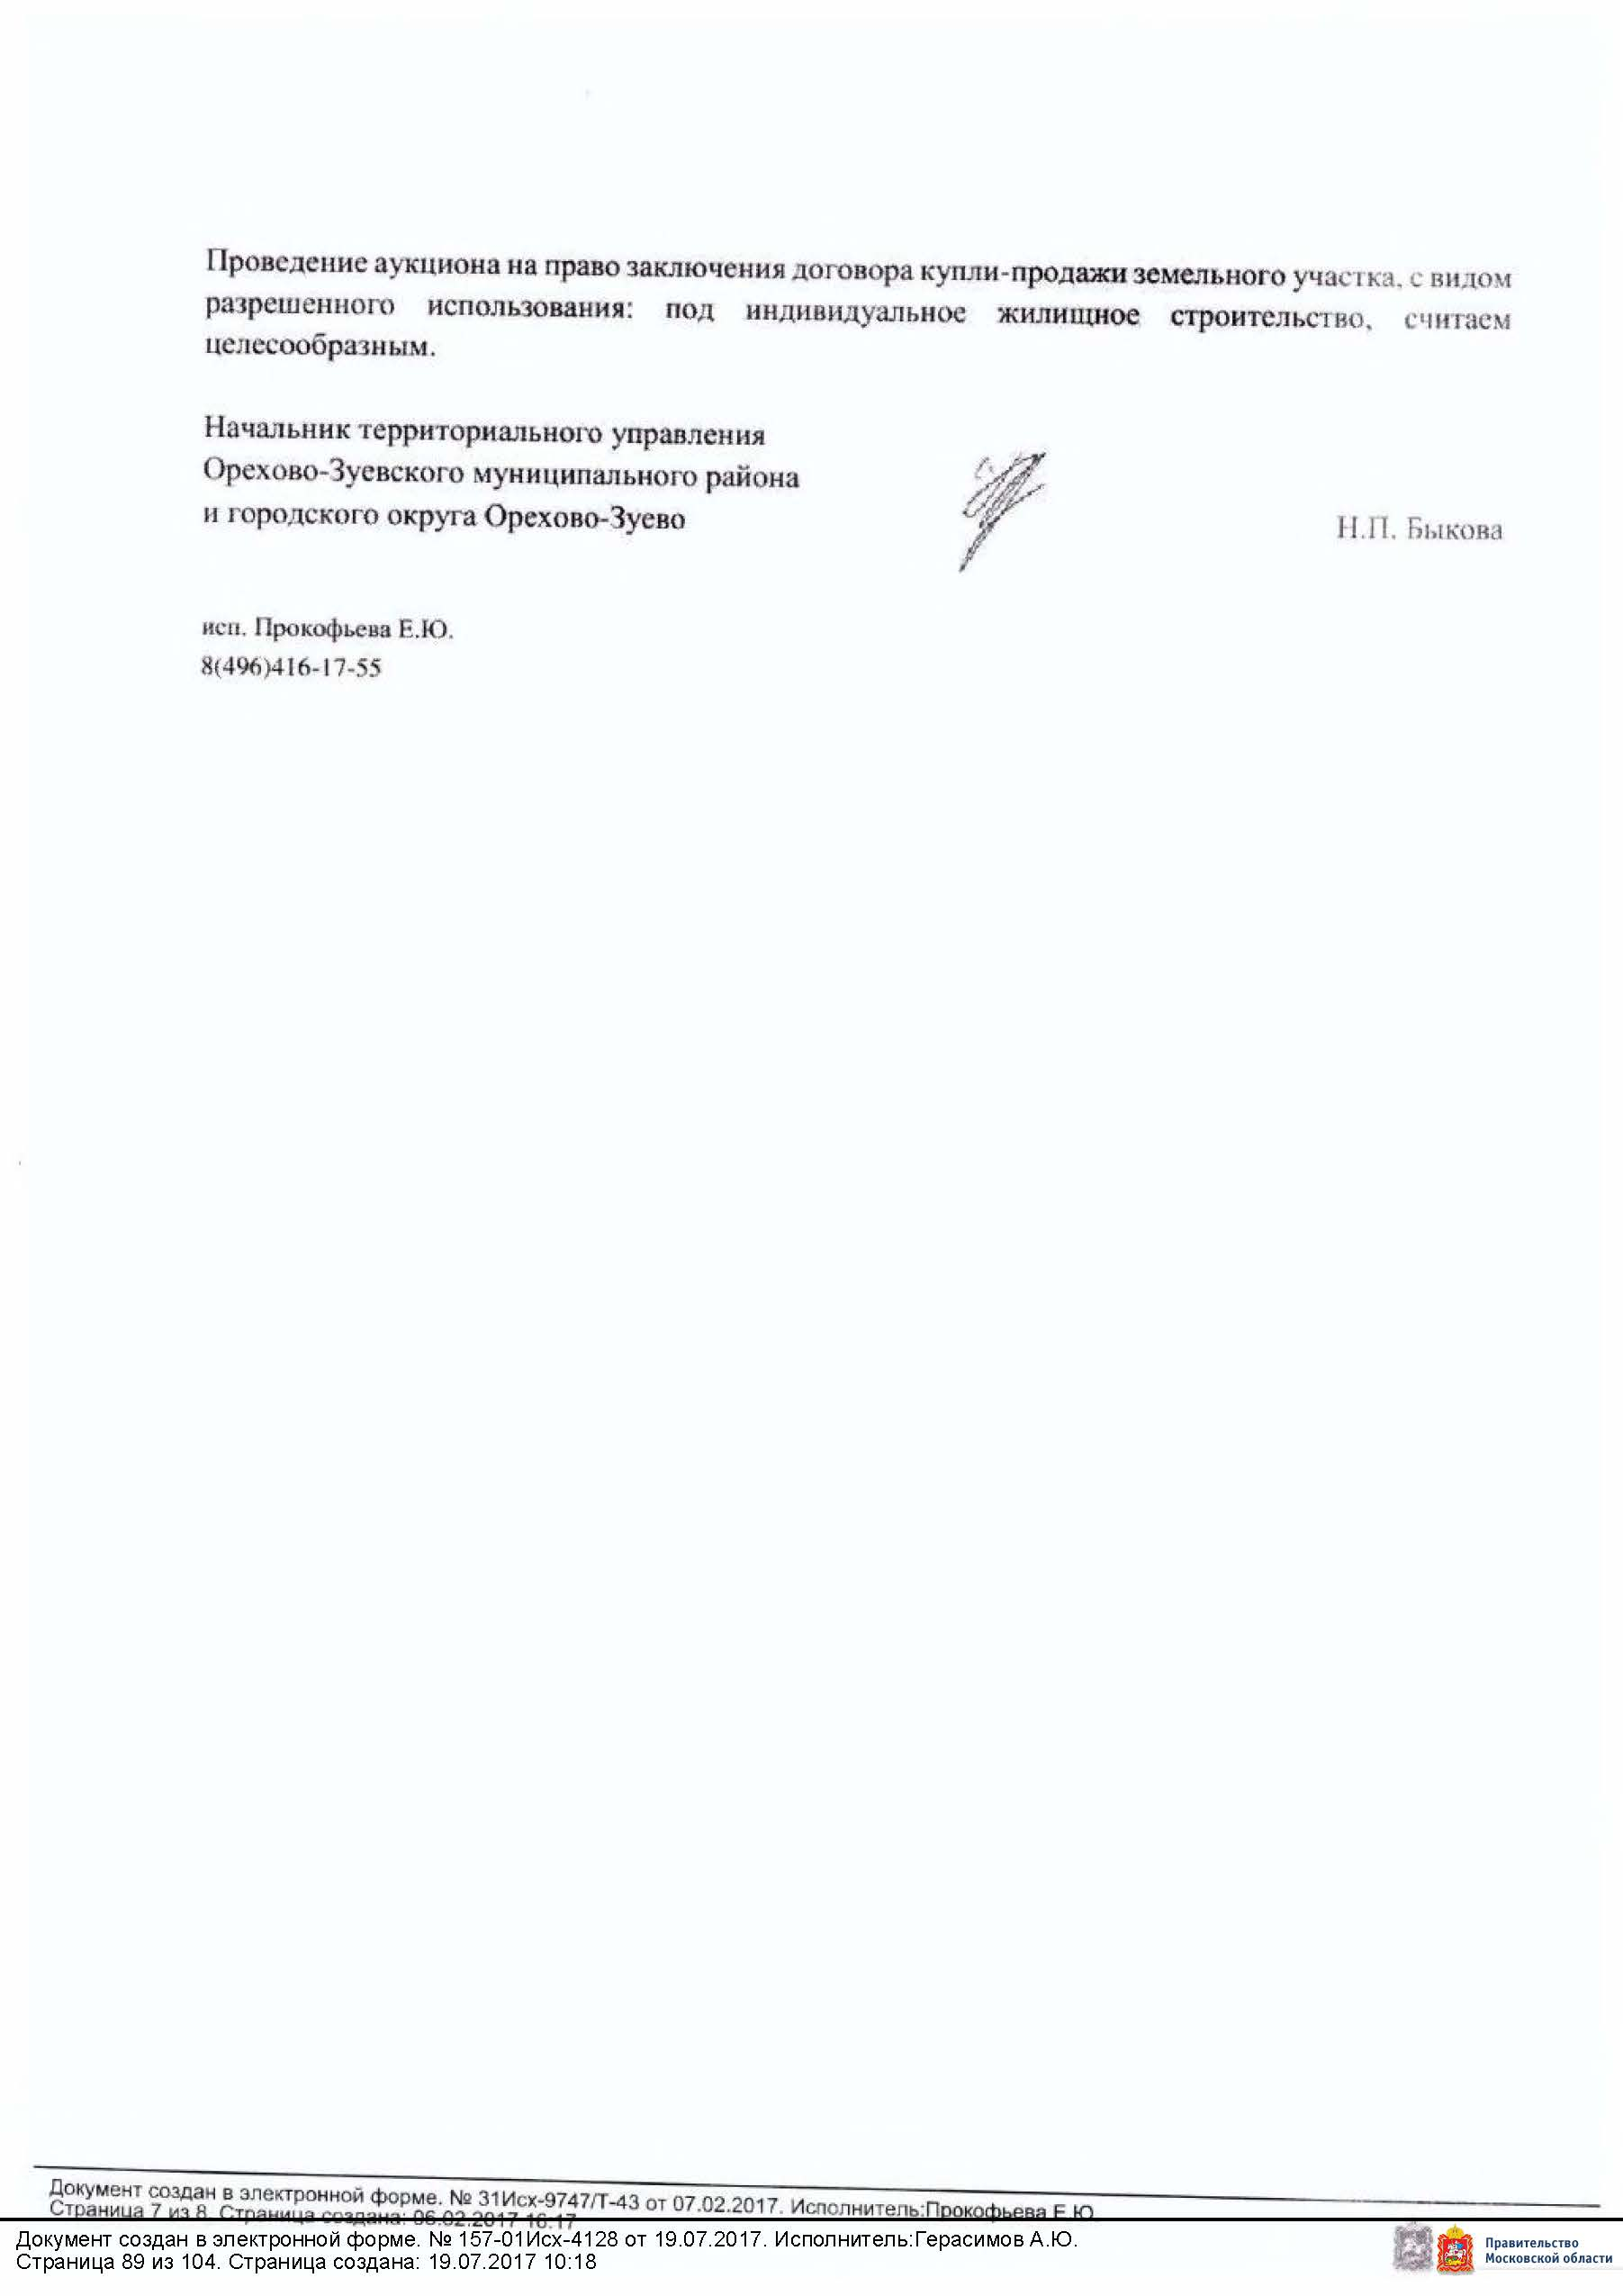 Проведение аукциона на право заключения договора купли-продажи земельного участка, с видом
разрешенного использования: под индивидуальное жилищное строительство, считаем
целесообразным.
Начальник территориального управления
Орехово-Зуевского муниципального района
и городского округа Орехово-Зуево
Н.П. Быкова
исп. Прокофьева Е.Ю.
8(496)416-17-55
Документ создан в электронной форме. № 31Исх-9747/Т-43 от 07.02.2017. Исполнитель:Прокофьева Е.Ю.
Страница 7 из 8. Страница создана: 06.02.2017 16:17
Документ создан в электронной форме. № 157-01Исх-4128 от 19.07.2017. Исполнитель:Герасимов А.Ю.
Страница 89 из 104. Страница создана: 19.07.2017 10:18
Правительство
Московской области